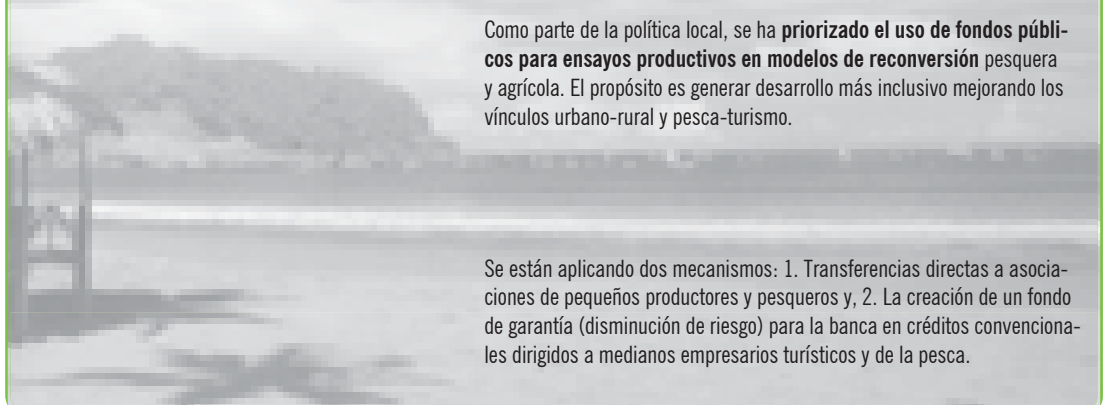 Como parte de la política local, se ha priorizado el uso de fondos públi-
cos para ensayos productivos en modelos de reconversión pesquera
y agrícola. El propósito es generar desarrollo más inclusivo mejorando los
vínculos urbano-rural y pesca-turismo.
Se están aplicando dos mecanismos: 1. Transferencias directas a asocia-
ciones de pequeños productores y pesqueros y, 2. La creación de un fondo
de garantía (disminución de riesgo) para la banca en créditos convenciona-
les dirigidos a medianos empresarios turísticos y de la pesca.